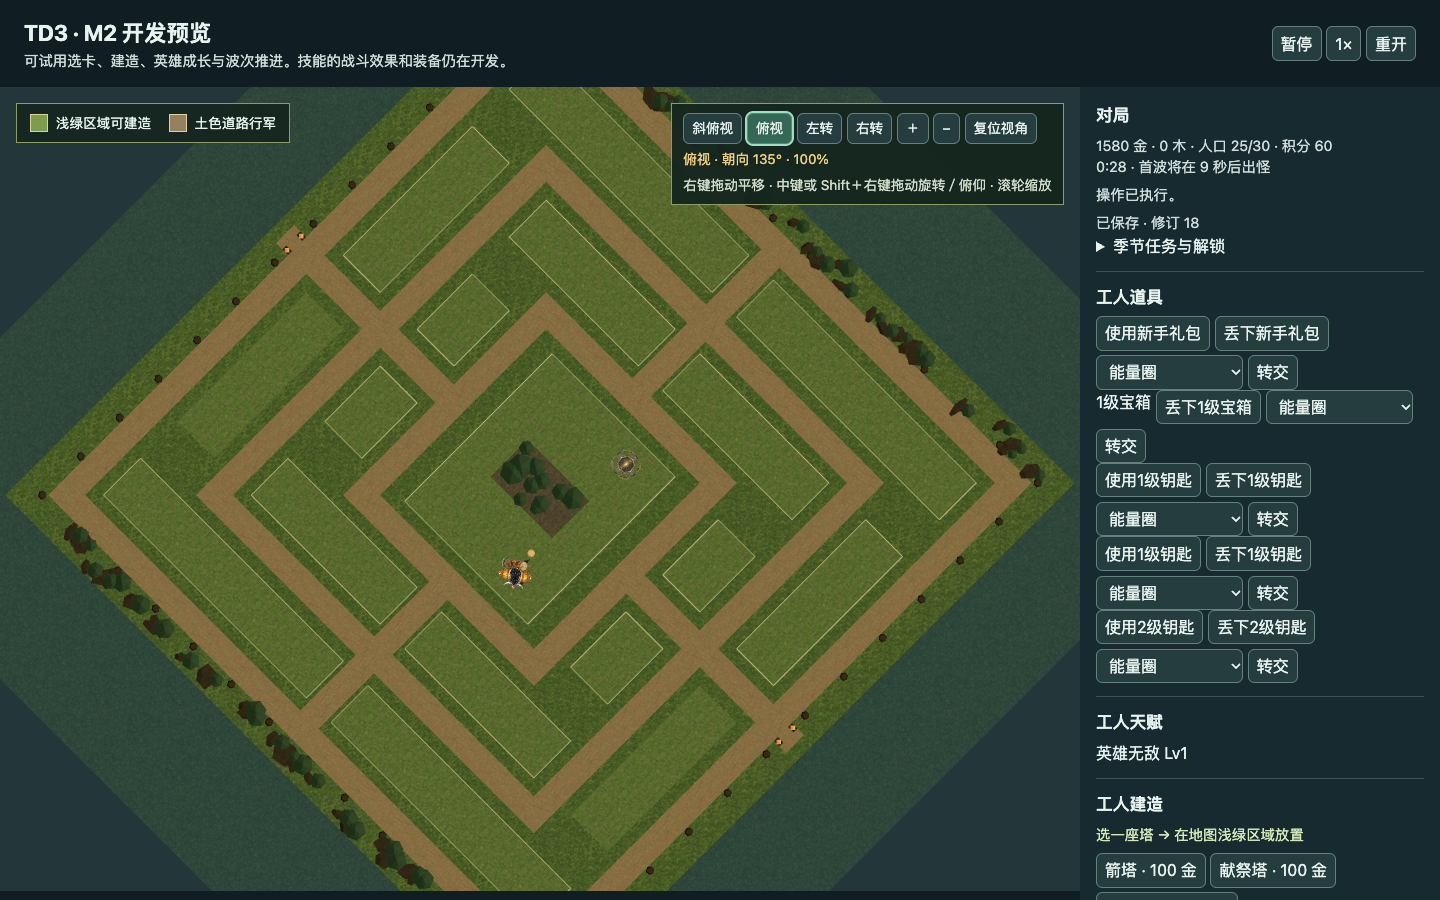 TD3 · M2 开发预览
可试用选卡、建造、英雄成长与波次推进。技能的战斗效果和装备仍在开发。
暂停 1× 重开
浅绿区域可建造 土色道路行军
斜俯视 俯视 左转 右转 + − 复位视角
俯视 · 朝向 135° · 100%
右键拖动平移 · 中键或 Shift＋右键拖动旋转 / 俯仰 · 滚轮缩放
对局
1580 金 · 0 木 · 人口 25/30 · 积分 60
0:28 · 首波将在 9 秒后出怪
操作已执行。
已保存 · 修订 18
季节任务与解锁
工人道具
使用新手礼包 丢下新手礼包
能量圈 转交
1级宝箱 丢下1级宝箱 能量圈
转交
使用1级钥匙 丢下1级钥匙
能量圈 转交
使用1级钥匙 丢下1级钥匙
能量圈 转交
使用2级钥匙 丢下2级钥匙
能量圈 转交
工人天赋
英雄无敌 Lv1
工人建造
选一座塔 → 在地图浅绿区域放置
箭塔 · 100 金 献祭塔 · 100 金